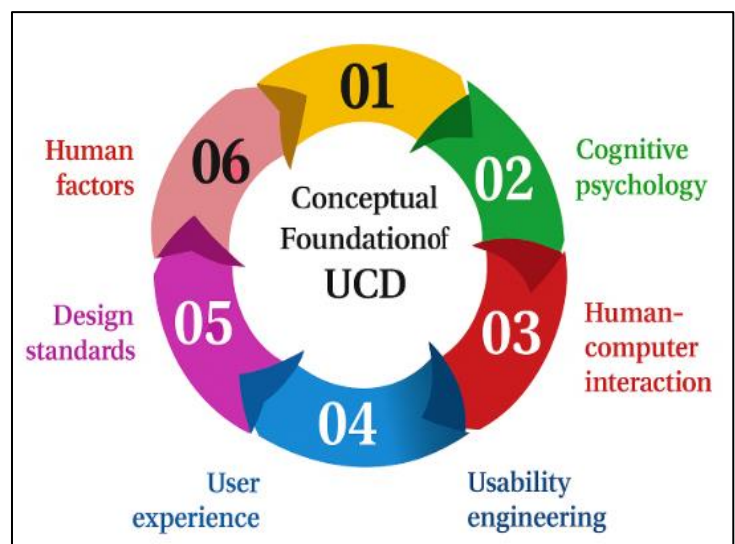 01
02
03
04
05
06
Conceptual
Foundationof
UCD
Cognitive
psychology
Human-
computer
interaction
Usability
engineering
User
experience
Design
standards
Human
factors